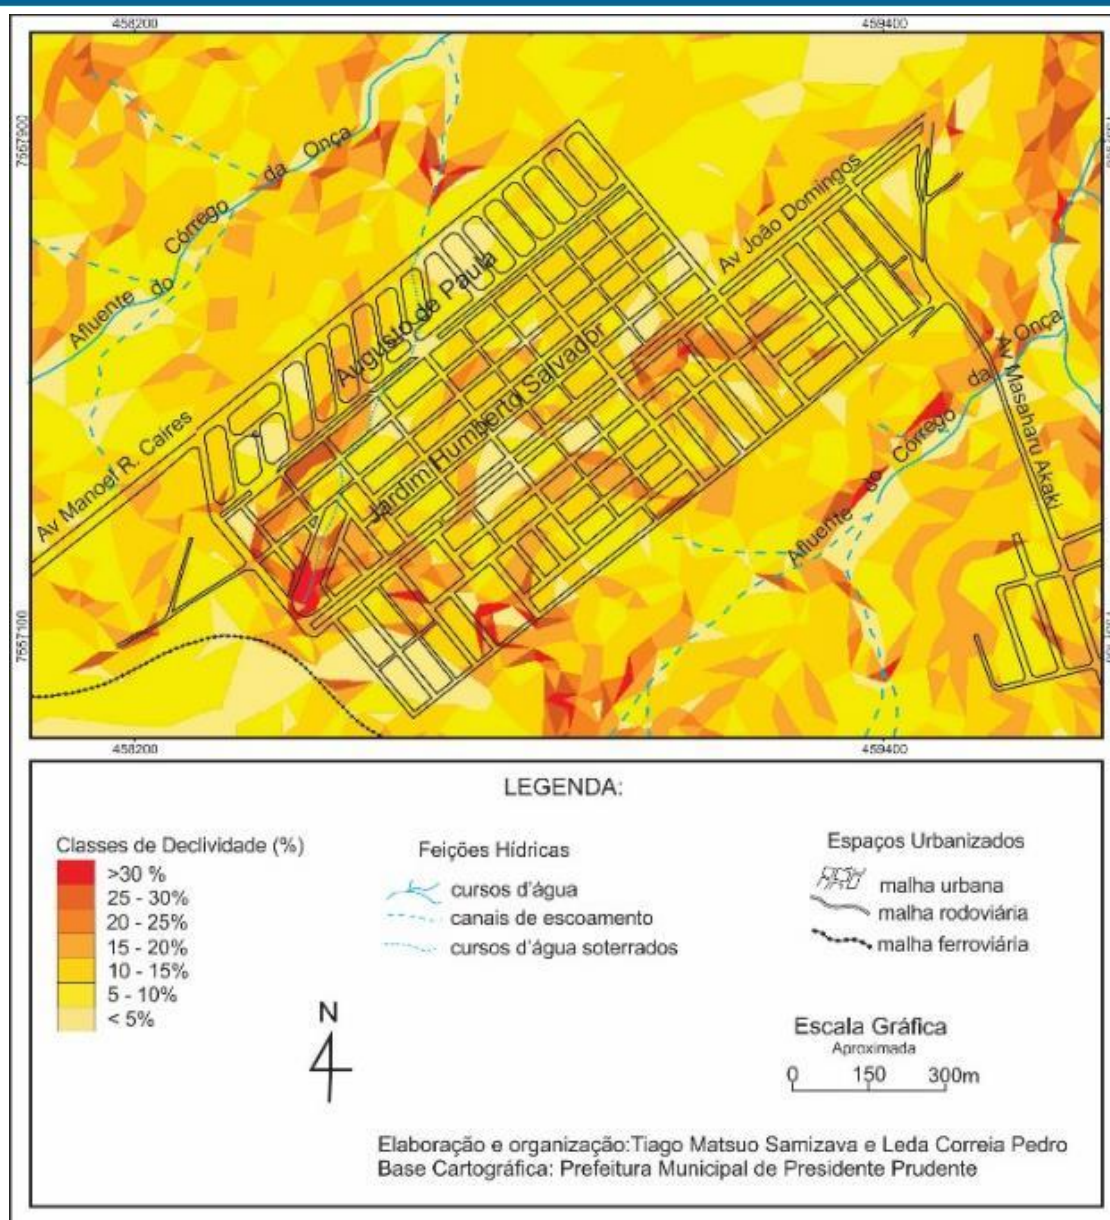 458200
459400
7567900
Afluente do Córrego da Onça
Av João Domingos
Augusto de Paula
Jardim Humberto Salvador
Av Manoel R. Caires
Afluente do Córrego da Onça
Av Masaharu Akaki
7557100
458200
459400
LEGENDA:
Classes de Declividade (%)
>30 %
25 - 30%
20 - 25%
15 - 20%
10 - 15%
5 - 10%
< 5%
Feições Hídricas
cursos d'água
canais de escoamento
cursos d'água soterrados
Espaços Urbanizados
malha urbana
malha rodoviária
malha ferroviária
N
Escala Gráfica
Aproximada
0 150 300m
Elaboração e organização:Tiago Matsuo Samizava e Leda Correia Pedro
Base Cartográfica: Prefeitura Municipal de Presidente Prudente